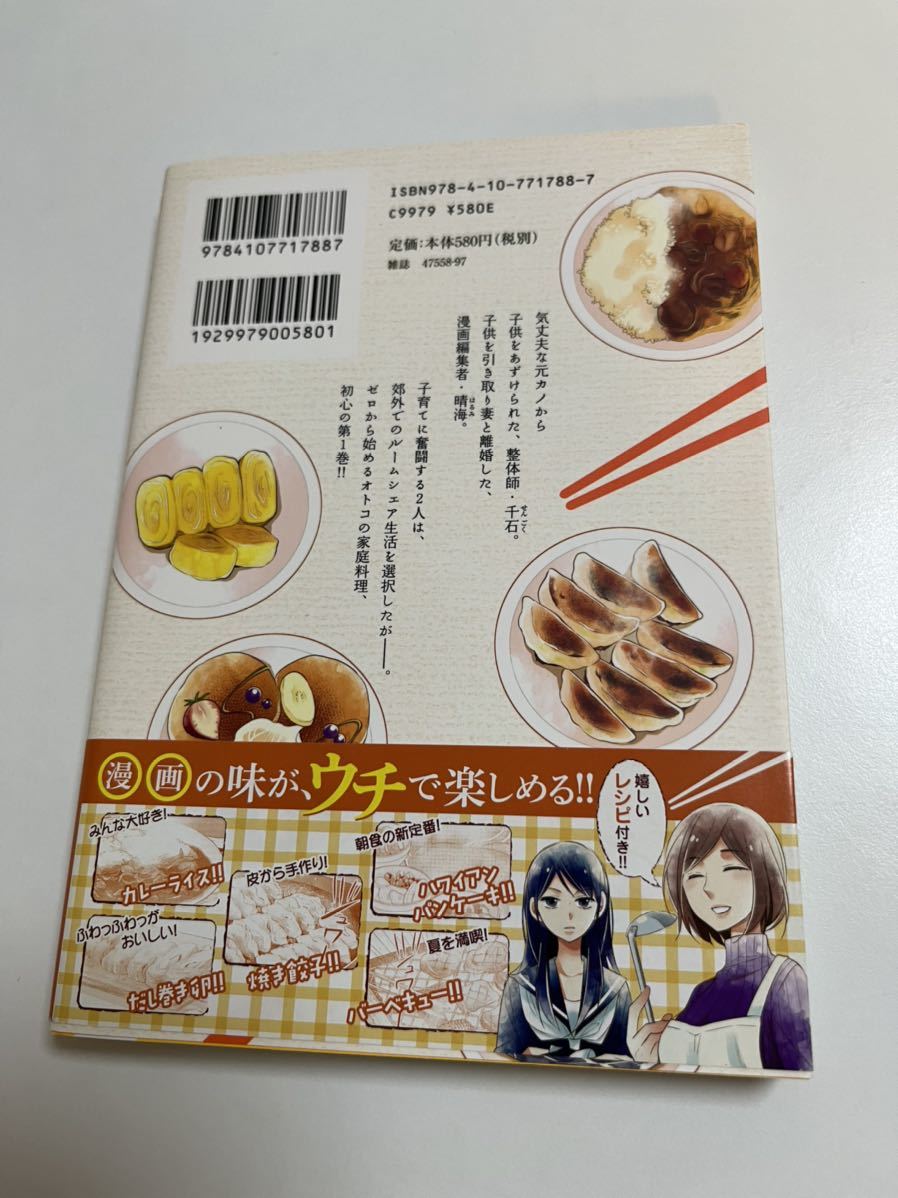 ISBN978-4-10-771788-7
C9979 ¥580E
定価：本体580円（税別）
雑誌 47558-97
9784107717887
1929979005801
気丈夫な元カノから
子供をあずけられた、整体師・千石。
せんごく
子供を引き取り妻と離婚した、
漫画編集者・晴海。
はるみ
子育てに奮闘する2人は、
郊外でのルームシェア生活を選択したが――。
ゼロから始めるオトコの家庭料理、
初心の第1巻!!
漫画の味が、ウチで楽しめる!!
嬉しい
レシピ付き!!
みんな大好き!
カレーライス!!
皮から手作り!
焼き餃子!!
朝食の新定番!
ハワイアン
パンケーキ!!
ふわっふわっが
おいしい!
だし巻き卵!!
夏を満喫!
バーベキュー!!